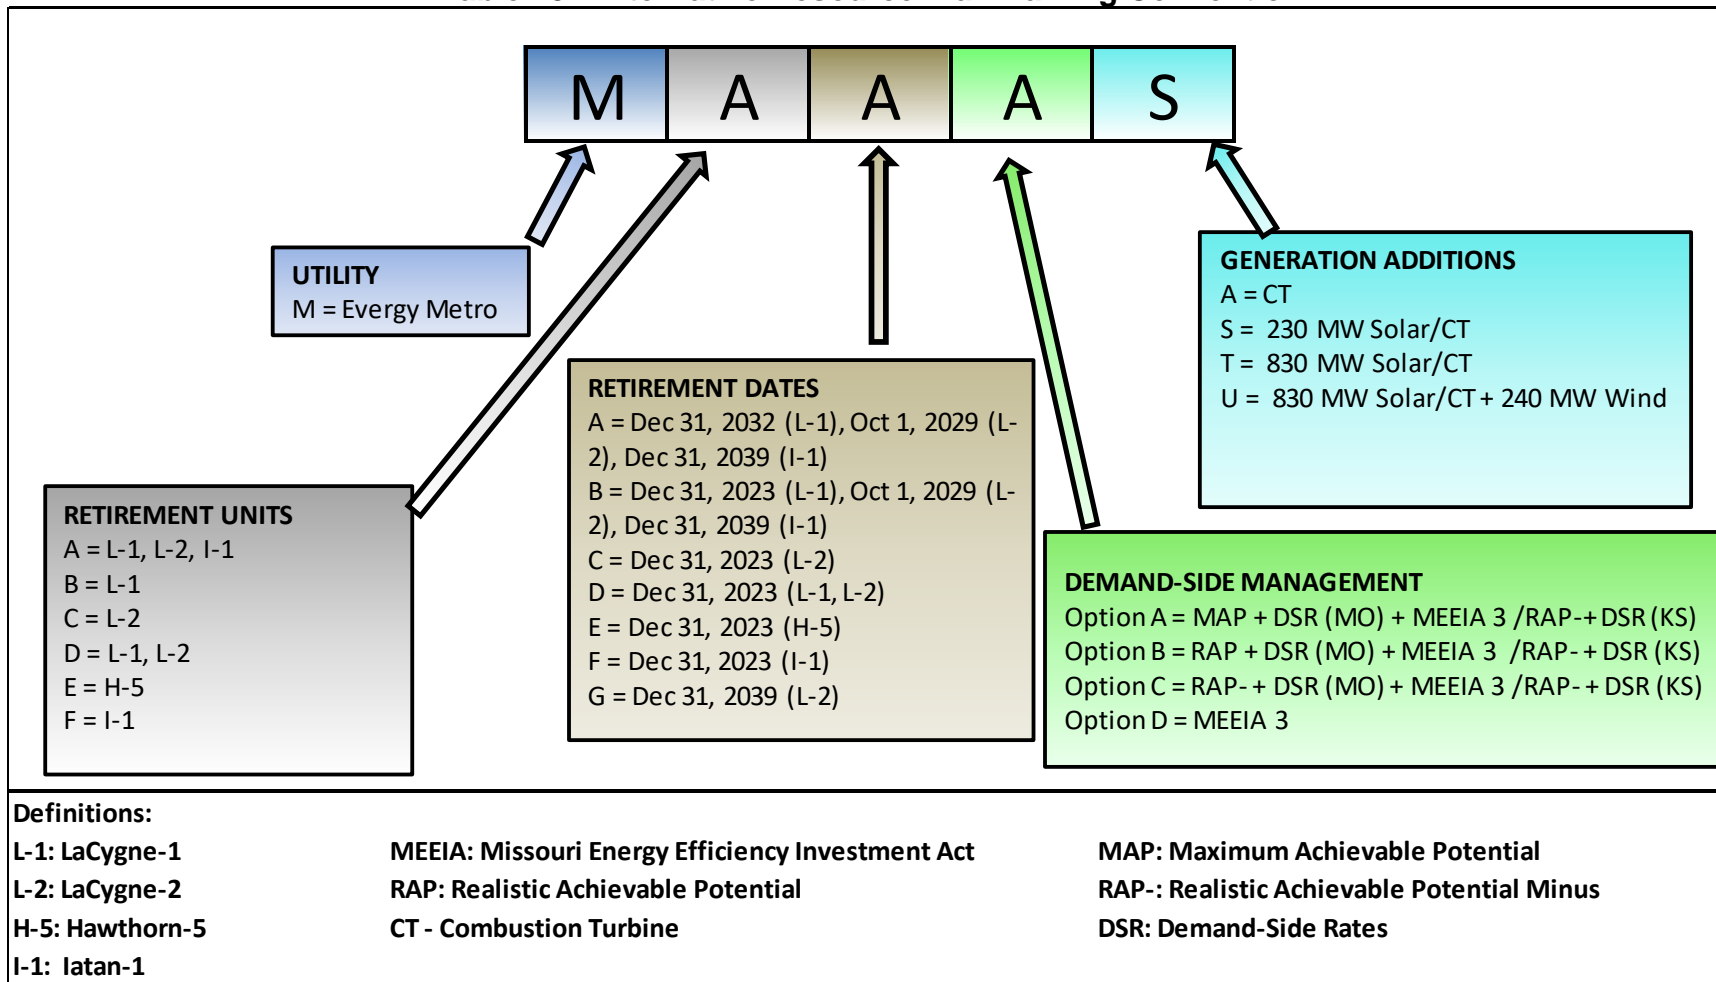 M A A A S
UTILITY
M = Evergy Metro
GENERATION ADDITIONS
A = CT
S = 230 MW Solar/CT
T = 830 MW Solar/CT
U = 830 MW Solar/CT + 240 MW Wind
RETIREMENT DATES
A = Dec 31, 2032 (L-1), Oct 1, 2029 (L-
2), Dec 31, 2039 (I-1)
B = Dec 31, 2023 (L-1), Oct 1, 2029 (L-
2), Dec 31, 2039 (I-1)
C = Dec 31, 2023 (L-2)
D = Dec 31, 2023 (L-1, L-2)
E = Dec 31, 2023 (H-5)
F = Dec 31, 2023 (I-1)
G = Dec 31, 2039 (L-2)
RETIREMENT UNITS
A = L-1, L-2, I-1
B = L-1
C = L-2
D = L-1, L-2
E = H-5
F = I-1
DEMAND-SIDE MANAGEMENT
Option A = MAP + DSR (MO) + MEEIA 3 /RAP-+ DSR (KS)
Option B = RAP + DSR (MO) + MEEIA 3 /RAP- + DSR (KS)
Option C = RAP- + DSR (MO) + MEEIA 3 /RAP- + DSR (KS)
Option D = MEEIA 3
Definitions:
L-1: LaCygne-1 MEEIA: Missouri Energy Efficiency Investment Act MAP: Maximum Achievable Potential
L-2: LaCygne-2 RAP: Realistic Achievable Potential RAP-: Realistic Achievable Potential Minus
H-5: Hawthorn-5 CT - Combustion Turbine DSR: Demand-Side Rates
I-1: Iatan-1